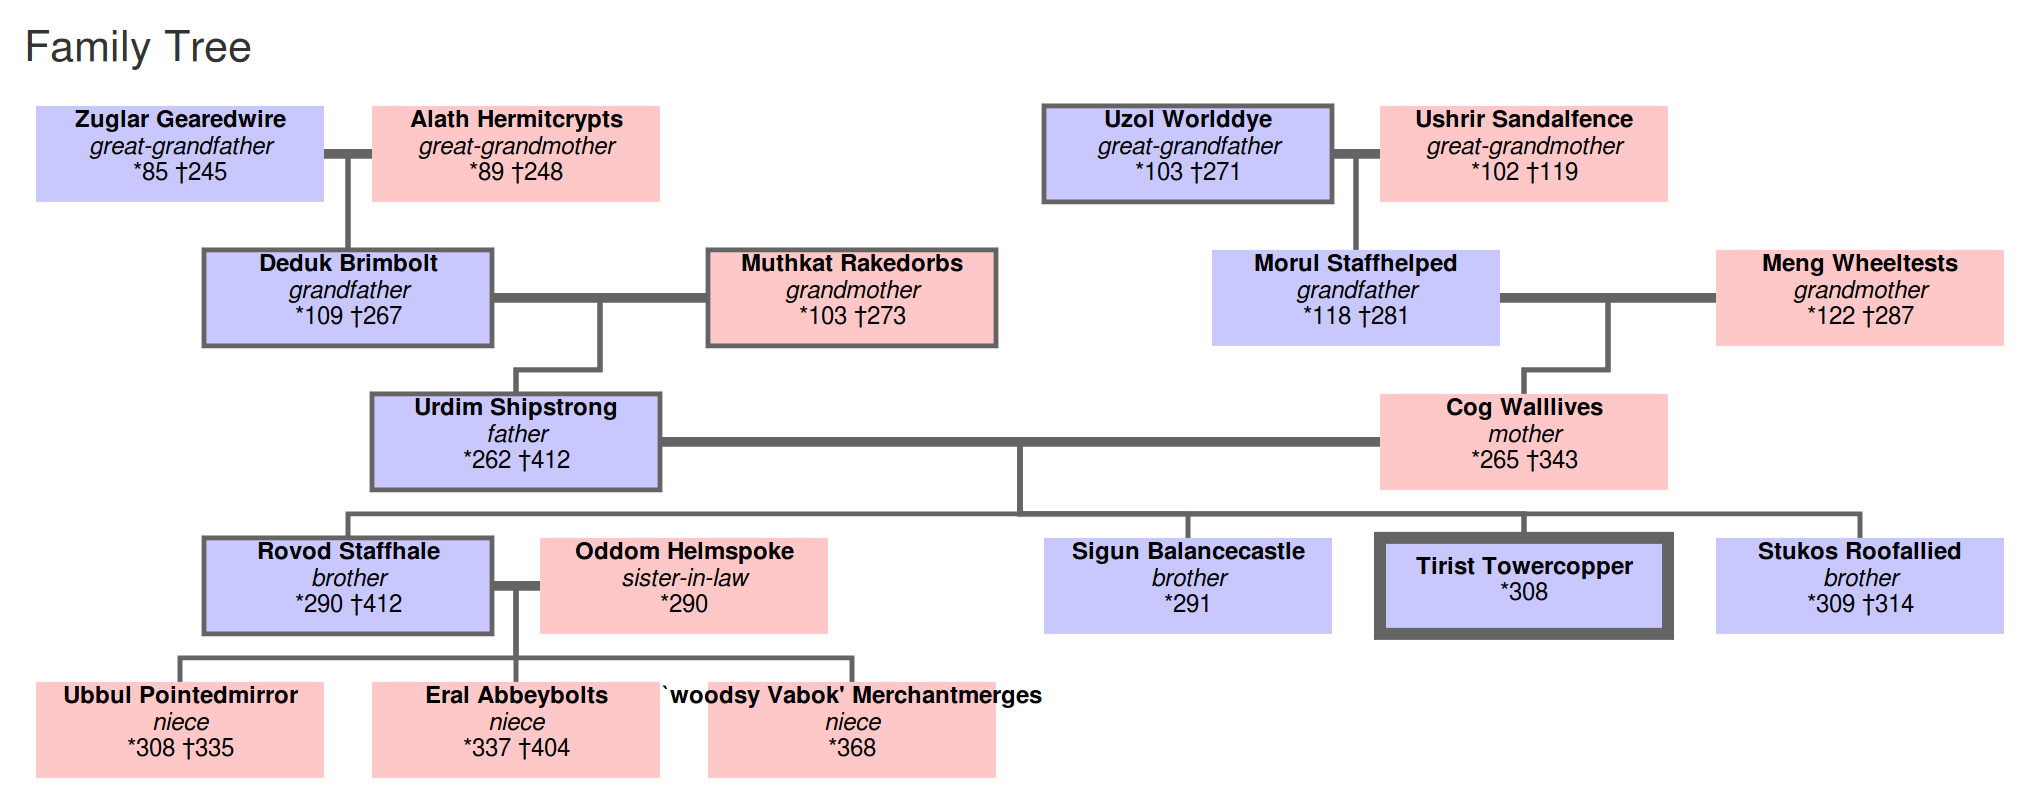 Family Tree
Zuglar Gearedwire
great-grandfather
*85 †245
Alath Hermitcrypts
great-grandmother
*89 †248
Uzol Worlddye
great-grandfather
*103 †271
Ushrir Sandalfence
great-grandmother
*102 †119
Deduk Brimbolt
grandfather
*109 †267
Muthkat Rakedorbs
grandmother
*103 †273
Morul Staffhelped
grandfather
*118 †281
Meng Wheeltests
grandmother
*122 †287
Urdim Shipstrong
father
*262 †412
Cog Walllives
mother
*265 †343
Rovod Staffhale
brother
*290 †412
Oddom Helmspoke
sister-in-law
*290
Sigun Balancecastle
brother
*291
Tirist Towercopper
*308
Stukos Roofallied
brother
*309 †314
Ubbul Pointedmirror
niece
*308 †335
Eral Abbeybolts
niece
*337 †404
`woodsy Vabok' Merchantmerges
niece
*368